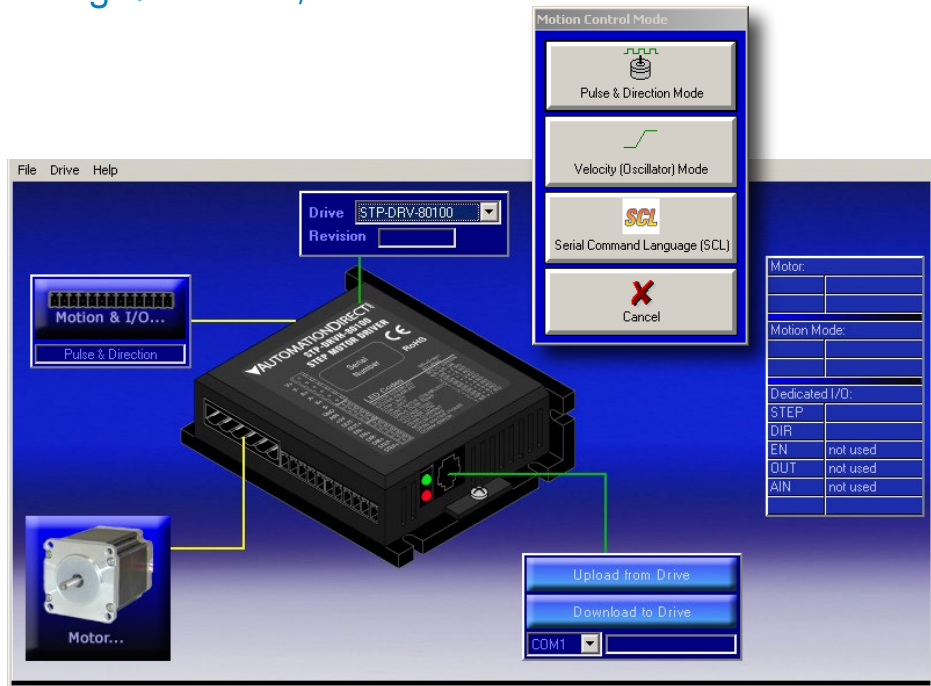 Motion Control Mode
Pulse & Direction Mode
Velocity (Oscillator) Mode
SCL
Serial Command Language (SCL)
Cancel
File Drive Help
Drive STP-DRV-80100
Revision
Motion & I/O...
Pulse & Direction
AUTOMATIONDIRECT
STP-DRVH-80100
STEP MOTOR DRIVER
CE
RoHS
Serial
Number
LED Codes
Motor:
Motion Mode:
Dedicated I/O:
STEP
DIR
EN not used
OUT not used
AIN not used
Motor...
Upload from Drive
Download to Drive
COM1